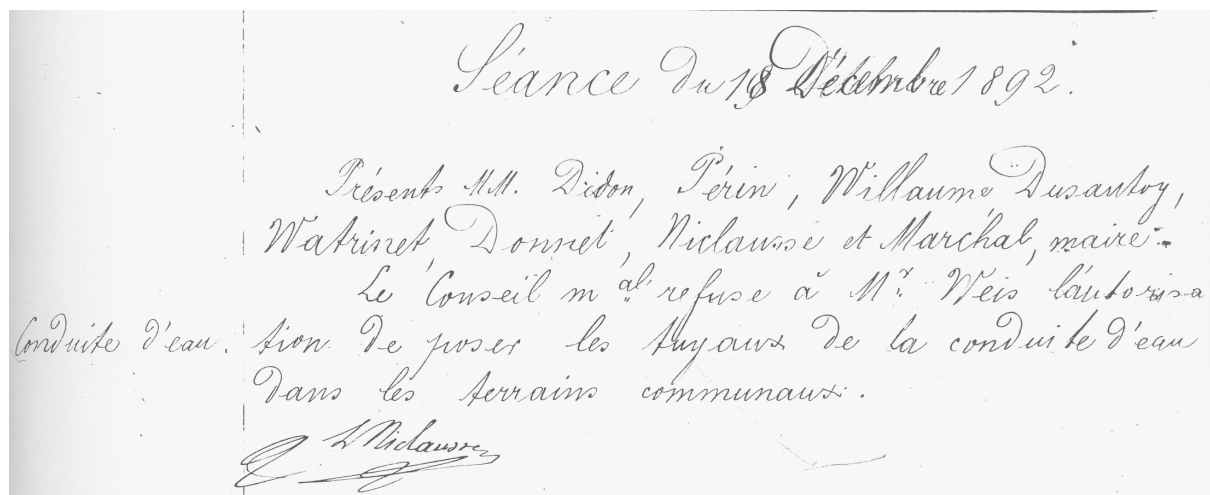 Séance du 18 Décembre 1892.
Présents MM. Didon, Périn, Willaume Dusautoy,
Watrinet, Donnet, Niclausse et Marchal, maire.
Le Conseil mal refuse à Mr. Weis l'autorisa
Conduite d'eau. tion de poser les tuyaux de la conduite d'eau
dans les terrains communaux.
L Niclausse